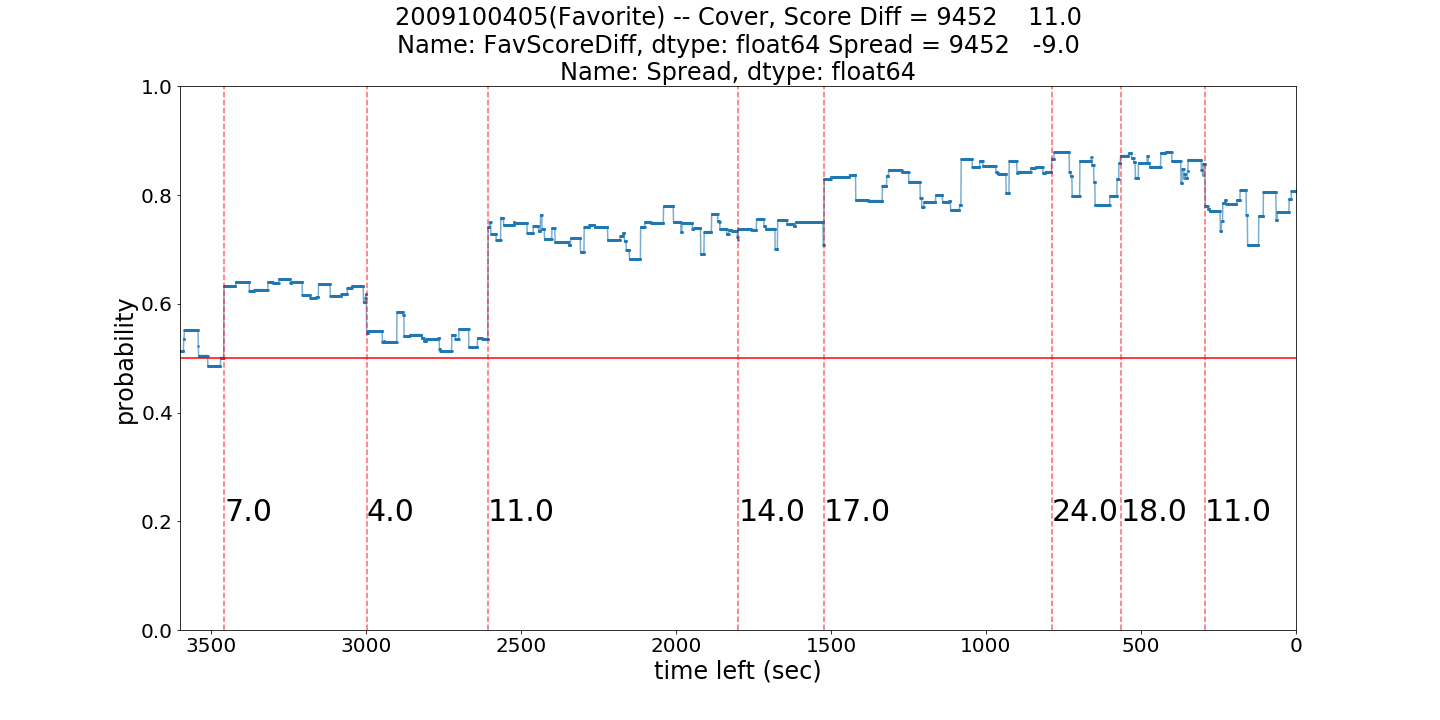 2009100405(Favorite) -- Cover, Score Diff = 9452    11.0
Name: FavScoreDiff, dtype: float64 Spread = 9452   -9.0
Name: Spread, dtype: float64
1.0
0.8
0.6
0.4
0.2
0.0
probability
7.0 4.0 11.0 14.0 17.0 24.0 18.0 11.0
3500 3000 2500 2000 1500 1000 500 0
time left (sec)